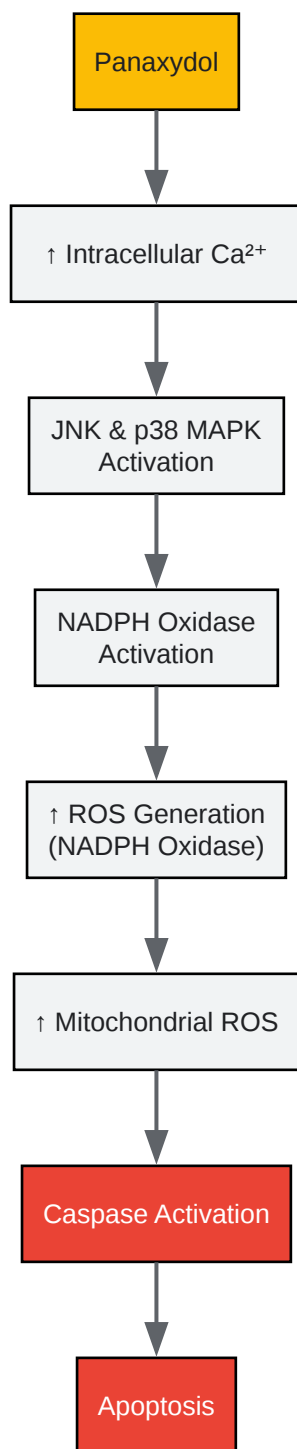 Panaxydol
↑ Intracellular Ca²⁺
JNK & p38 MAPK
Activation
NADPH Oxidase
Activation
↑ ROS Generation
(NADPH Oxidase)
↑ Mitochondrial ROS
Caspase Activation
Apoptosis